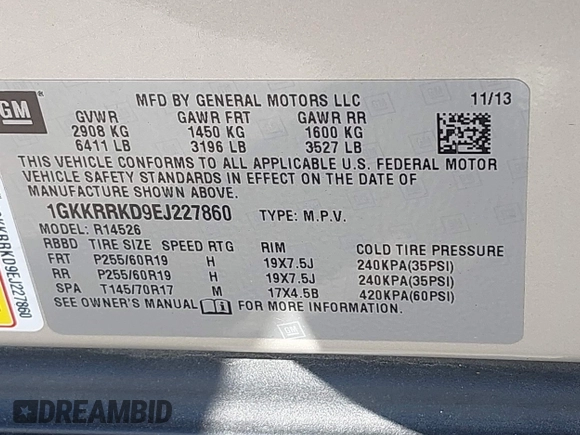 GM
MFD BY GENERAL MOTORS LLC 11/13
GVWR GAWR FRT GAWR RR
2908 KG 1450 KG 1600 KG
6411 LB 3196 LB 3527 LB
THIS VEHICLE CONFORMS TO ALL APPLICABLE U.S. FEDERAL MOTOR
VEHICLE SAFETY STANDARDS IN EFFECT ON THE DATE OF
MANUFACTURE SHOWN ABOVE.
1GKKRRKD9EJ227860 TYPE: M.P.V.
MODEL: R14526
RBBD TIRE SIZE SPEED RTG RIM COLD TIRE PRESSURE
FRT P255/60R19 H 19X7.5J 240KPA(35PSI)
RR P255/60R19 H 19X7.5J 240KPA(35PSI)
SPA T145/70R17 M 17X4.5B 420KPA(60PSI)
SEE OWNER'S MANUAL FOR MORE INFORMATION.
KKRRKD9EJ227860
DREAMBID